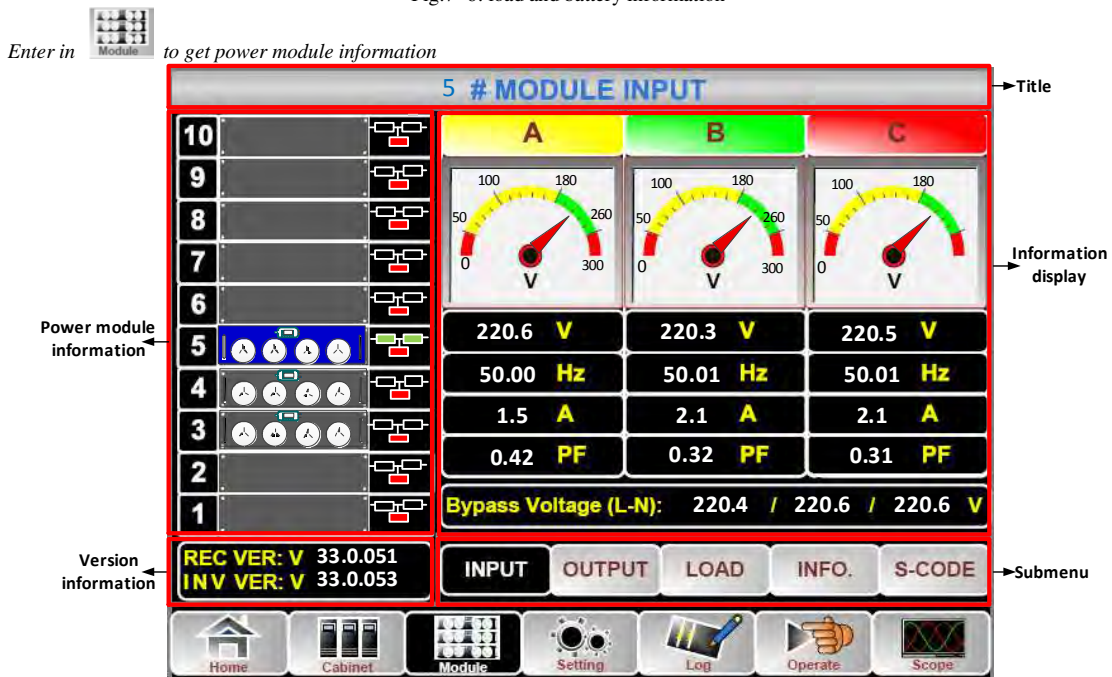 Enter in Module to get power module information
5 # MODULE INPUT
Title
10
9
8
7
6
5
4
3
2
1
Power module information
A B C
0 50 100 180 260 300 V
0 50 100 180 260 300 V
0 50 100 180 V
220.6 V 220.3 V 220.5 V
50.00 Hz 50.01 Hz 50.01 Hz
1.5 A 2.1 A 2.1 A
0.42 PF 0.32 PF 0.31 PF
Bypass Voltage (L-N): 220.4 / 220.6 / 220.6 V
Information
display
Version
information
REC VER: V 33.0.051
INV VER: V 33.0.053
INPUT OUTPUT LOAD INFO. S-CODE
Submenu
Home Cabinet Module Setting Log Operate Scope